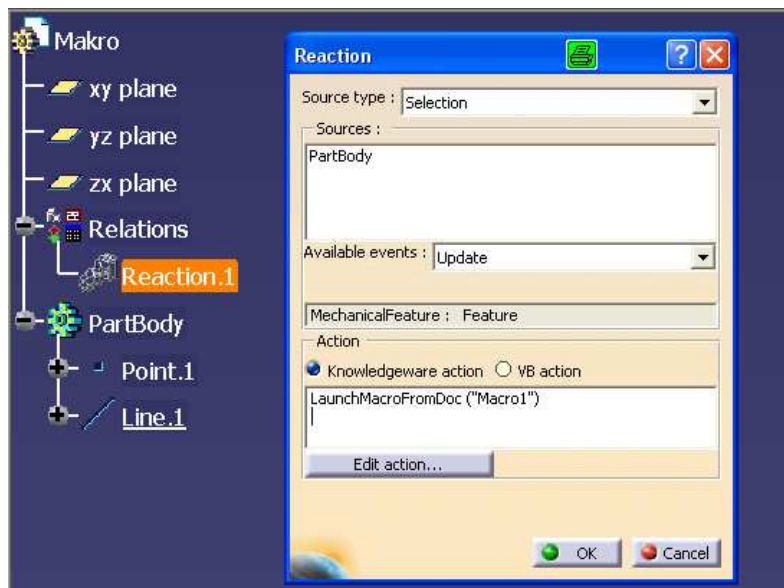 Makro
xy plane
yz plane
zx plane
Relations
Reaction.1
PartBody
Point.1
Line.1
Reaction
Source type : Selection
Sources :
PartBody
Available events : Update
MechanicalFeature : Feature
Action
Knowledgeware action VB action
LaunchMacroFromDoc ("Macro1")
Edit action...
OK Cancel